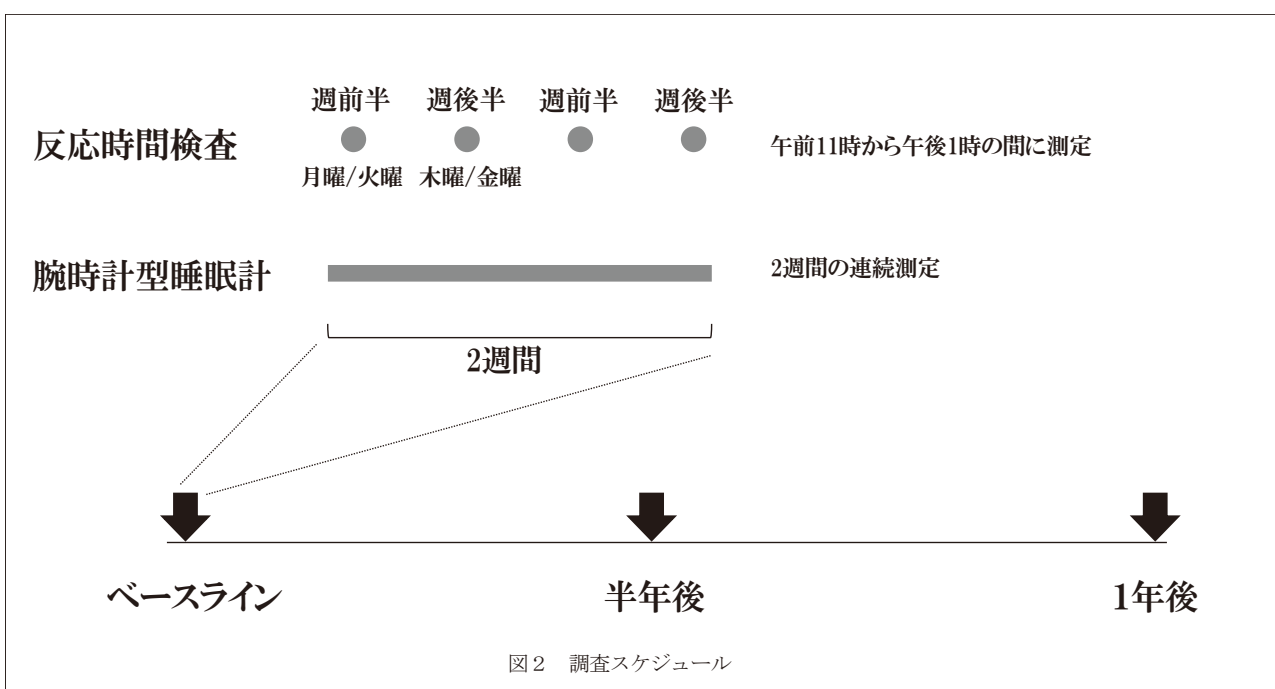 週前半 週後半 週前半 週後半
反応時間検査
午前11時から午後1時の間に測定
月曜/火曜 木曜/金曜
腕時計型睡眠計
2週間の連続測定
2週間
ベースライン 半年後 1年後
図2 調査スケジュール